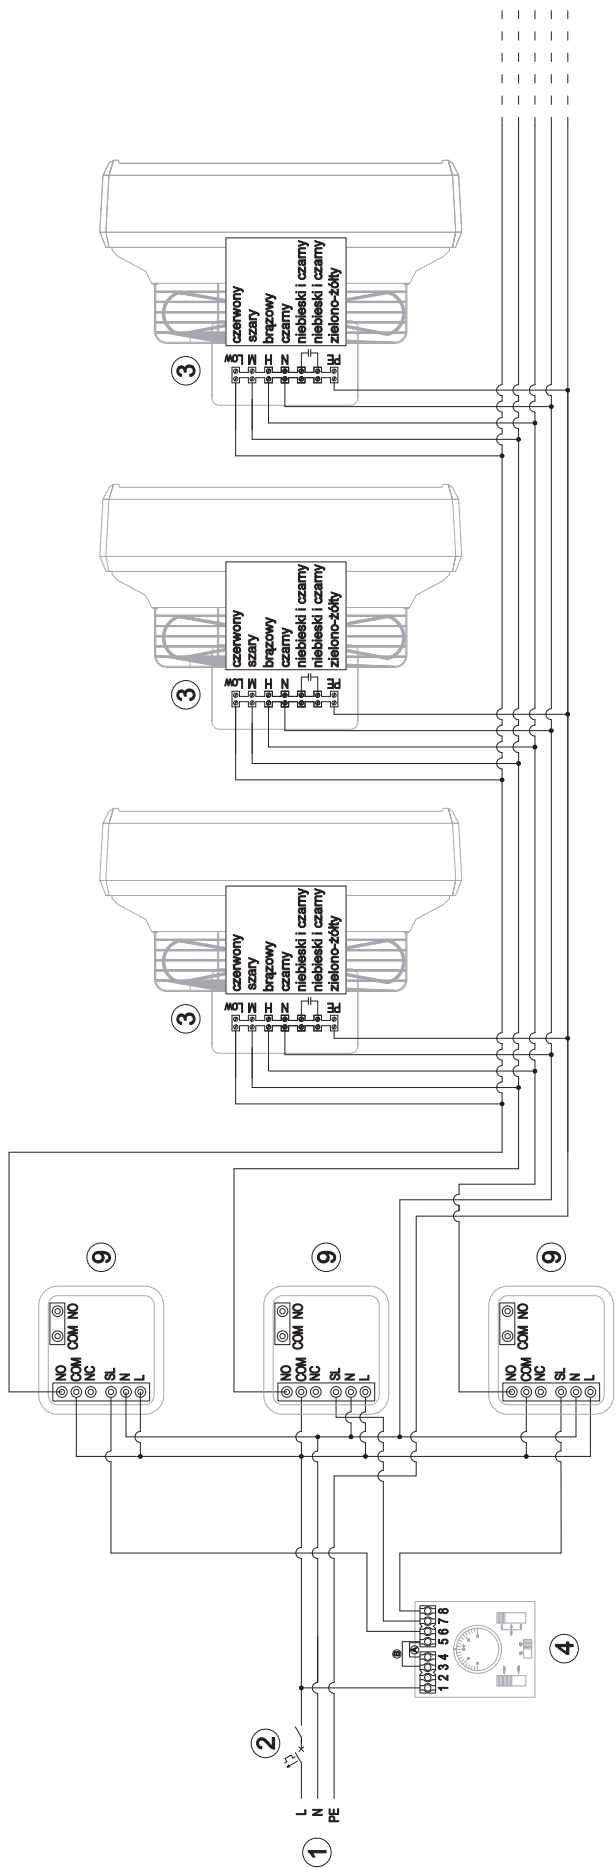 czerwony
szary
brązowy
czarny
niebieski i czarny
niebieski i czarny
zielono-żółty
Low
M
H
N
PE
3
czerwony
szary
brązowy
czarny
niebieski i czarny
niebieski i czarny
zielono-żółty
Low
M
H
N
PE
3
czerwony
szary
brązowy
czarny
niebieski i czarny
niebieski i czarny
zielono-żółty
Low
M
H
N
PE
3
9
COM NO
NO
COM
NC
SL
N
L
9
COM NO
NO
COM
NC
SL
N
L
9
COM NO
NO
COM
NC
SL
N
L
1 2 3 4 5 6 7 8
A
B
4
2
L
N
PE
1